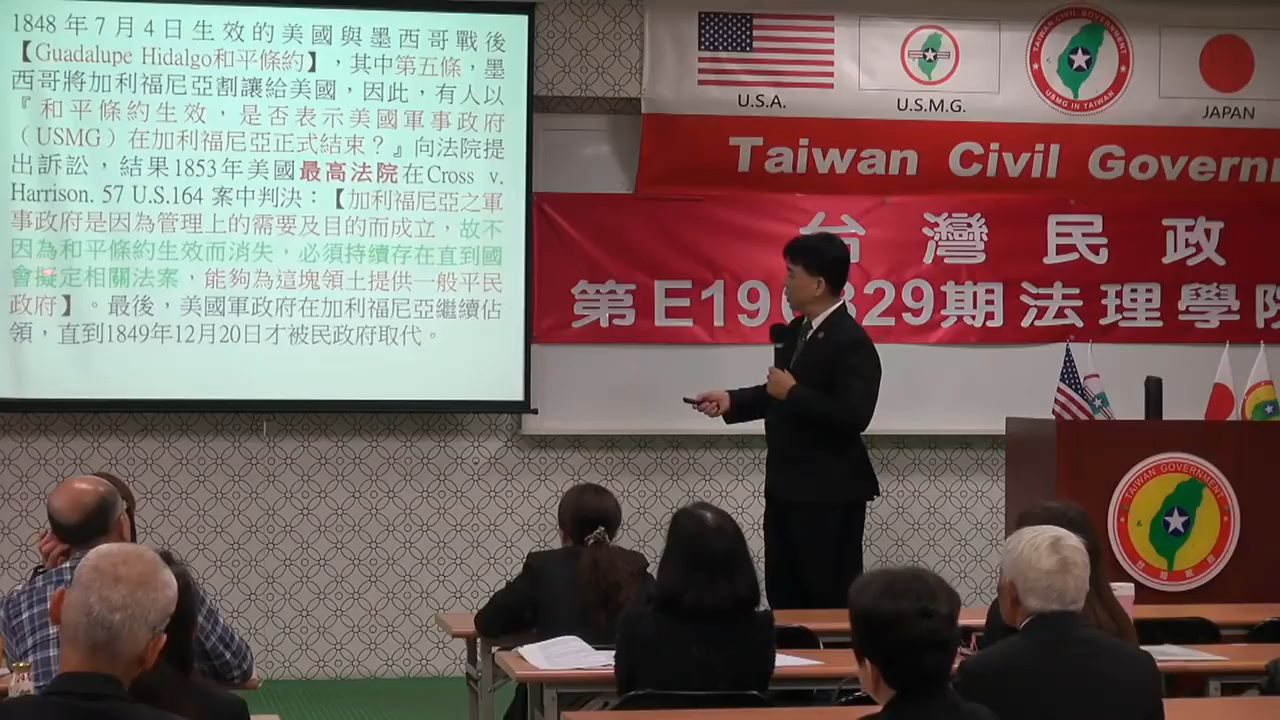 1848年7月4日生效的美國與墨西哥戰後
【Guadalupe Hidalgo和平條約】，其中第五條，墨
西哥將加利福尼亞割讓給美國，因此，有人以
『和平條約生效，是否表示美國軍事政府
（USMG）在加利福尼亞正式結束？』向法院提
出訴訟，結果1853年美國最高法院在Cross v.
Harrison. 57 U.S.164 案中判決：【加利福尼亞之軍
事政府是因為管理上的需要及目的而成立，故不
因為和平條約生效而消失，必須持續存在直到國
會擬定相關法案，能夠為這塊領土提供一般平民
政府】。最後，美國軍政府在加利福尼亞繼續佔
領，直到1849年12月20日才被民政府取代。
U.S.A.
U.S.M.G.
TAIWAN CIVIL GOVERNMENT
USMG IN TAIWAN
JAPAN
Taiwan Civil Governm
台灣民政
第E19 829期法理學院
TAIWAN GOVERNMENT
台灣政府